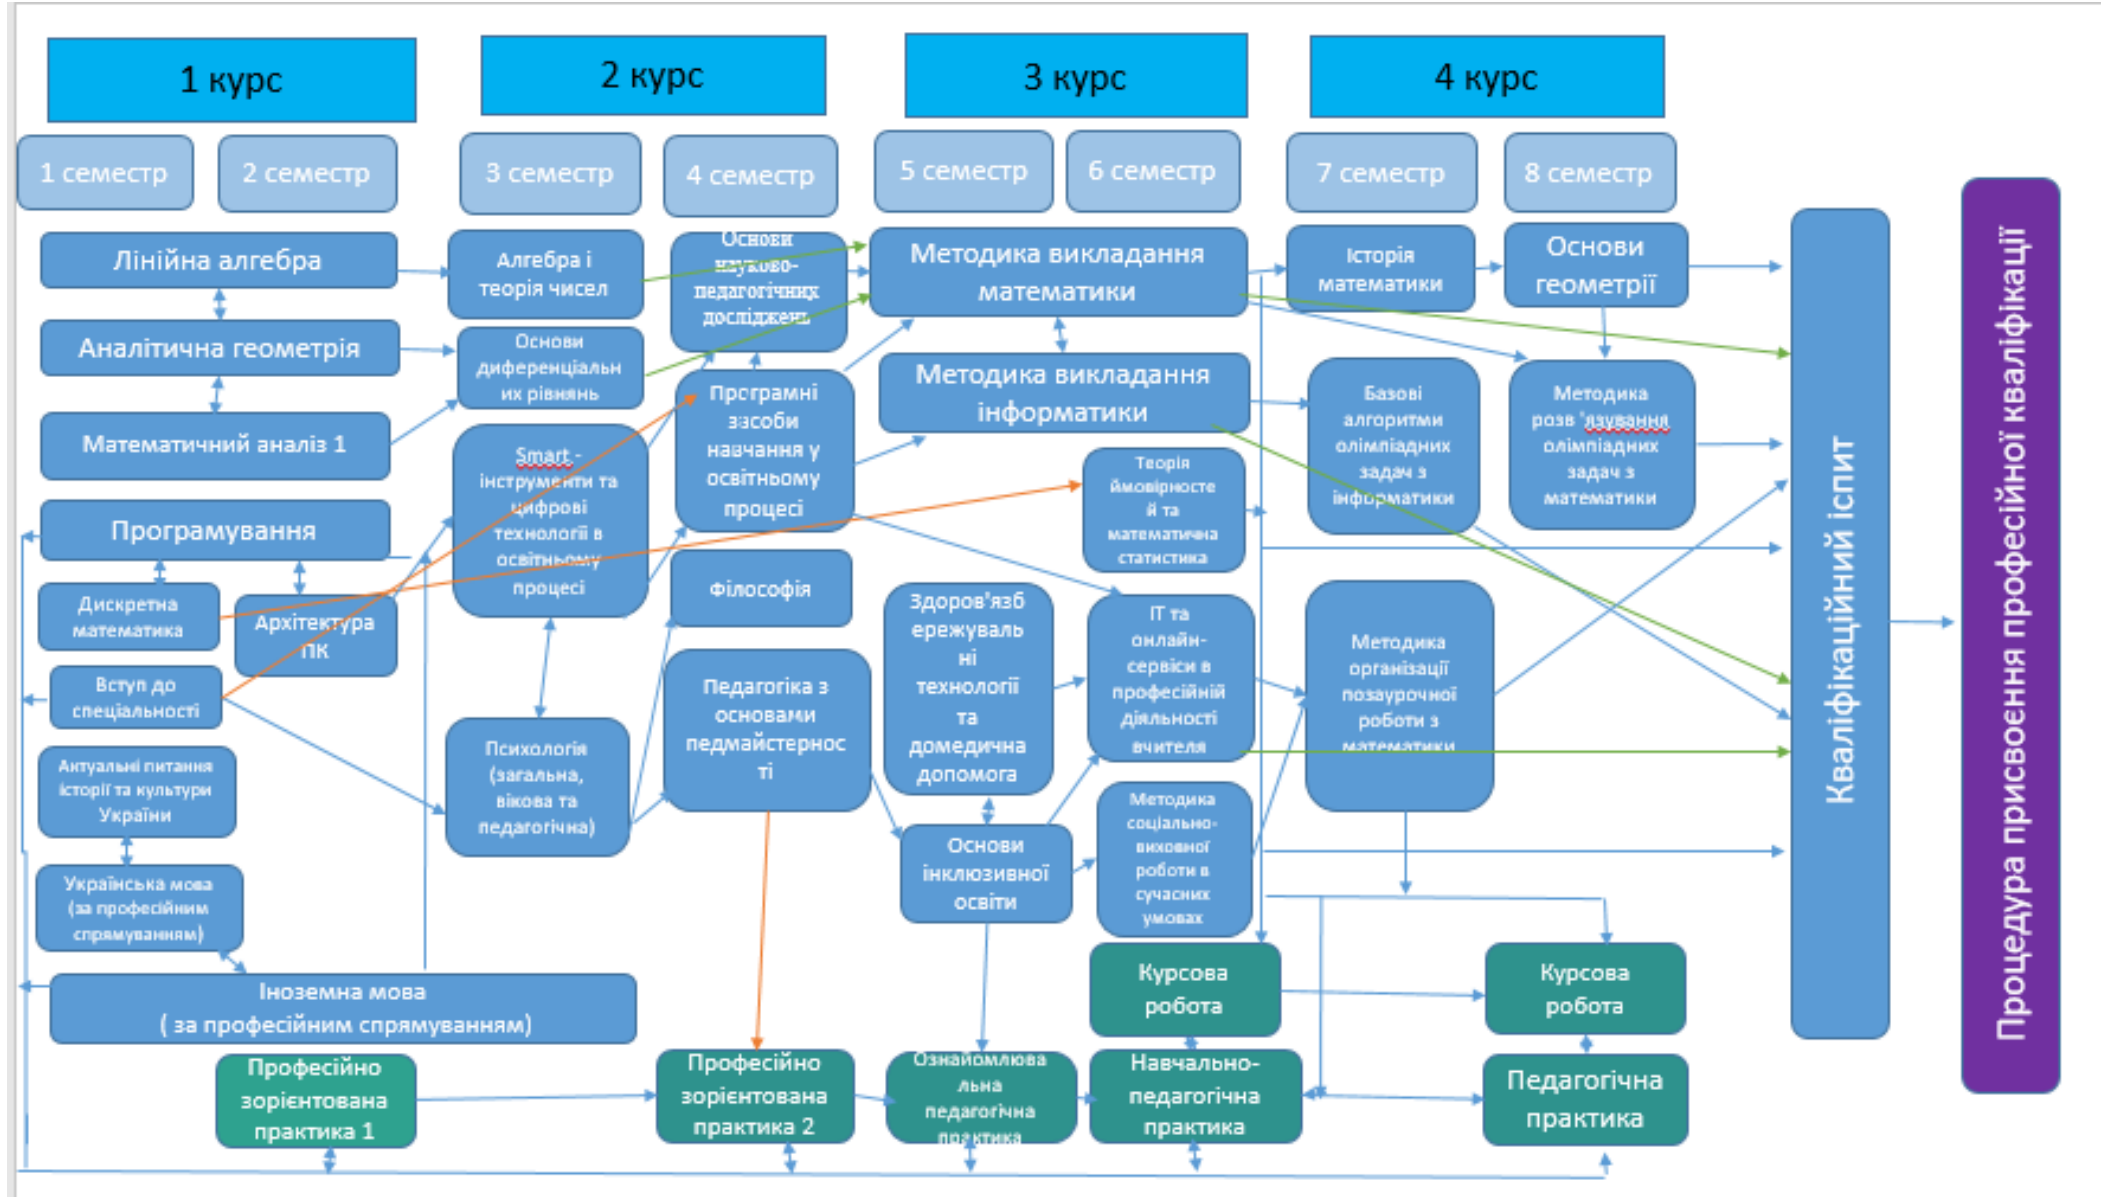 1 курс
2 курс
3 курс
4 курс
1 семестр
2 семестр
3 семестр
4 семестр
5 семестр
6 семестр
7 семестр
8 семестр
Лінійна алгебра
Аналітична геометрія
Математичний аналіз 1
Програмування
Дискретна
математика
Архітектура
ПК
Вступ до
спеціальності
Актуальні питання
історії та культури
України
Українська мова
(за професійним
спрямуванням)
Іноземна мова
( за професійним спрямуванням)
Професійно
зорієнтована
практика 1
Алгебра і
теорія чисел
Основи
диференціальн
их рівнянь
Smart -
інструменти та
цифрові
технології в
освітньому
процесі
Психологія
(загальна,
вікова та
педагогічна)
Основи
науково-
педагогічних
досліджень
Програмні
засоби
навчання у
освітньому
процесі
Філософія
Педагогіка з
основами
педмайстернос
ті
Професійно
зорієнтована
практика 2
Методика викладання
математики
Методика викладання
інформатики
Теорія
ймовірносте
й та
математична
статистика
Здоров'язб
ережуваль
ні
технології
та
домедична
допомога
ІТ та
онлайн-
сервіси в
професійній
діяльності
вчителя
Основи
інклюзивної
освіти
Методика
соціально-
виховної
роботи в
сучасних
умовах
Курсова
робота
Ознайомлюва
льна
педагогічна
практика
Навчально-
педагогічна
практика
Історія
математики
Основи
геометрії
Базові
алгоритми
олімпіадних
задач з
інформатики
Методика
розв 'язування
олімпіадних
задач з
математики
Методика
організації
позаурочної
роботи з
математики
Курсова
робота
Педагогічна
практика
Кваліфікаційний іспит
Процедура присвоєння професійної кваліфікації